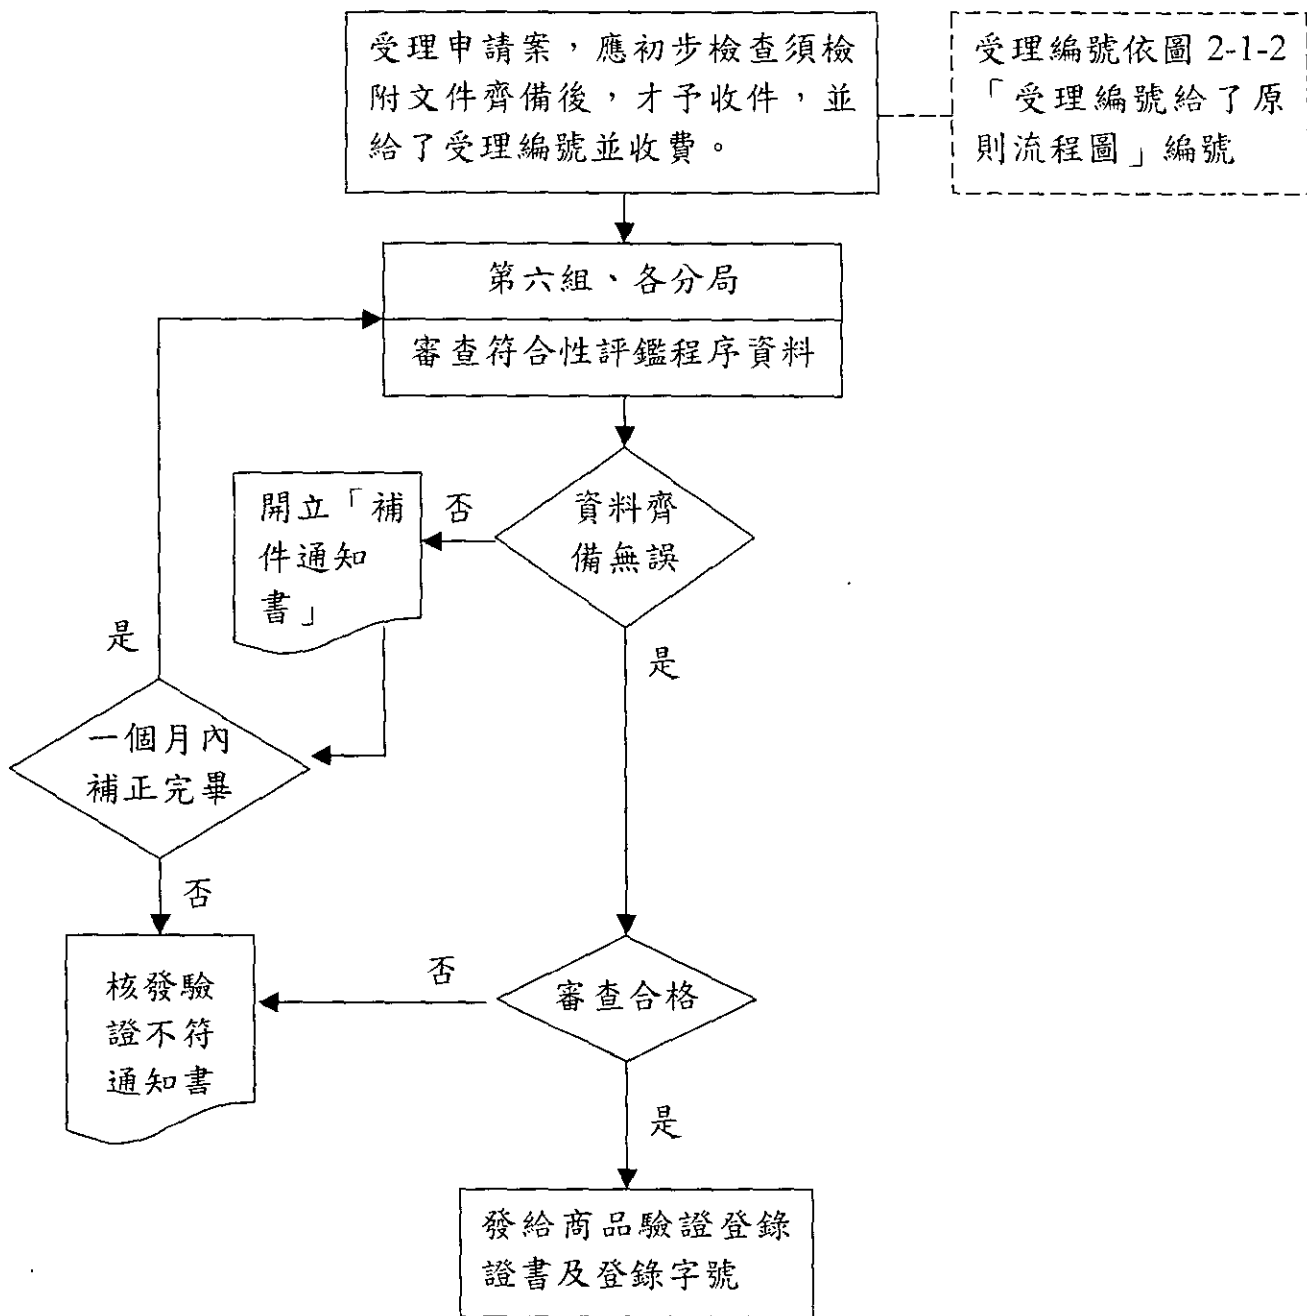 受理申請案，應初步檢查須檢
附文件齊備後，才予收件，並
給了受理編號並收費。
受理編號依圖 2-1-2
「受理編號給了原
則流程圖」編號
第六組、各分局
審查符合性評鑑程序資料
資料齊
備無誤
否
開立「補
件通知
書」
是
是
一個月內
補正完畢
否
核發驗
證不符
通知書
否
審查合格
是
發給商品驗證登錄
證書及登錄字號